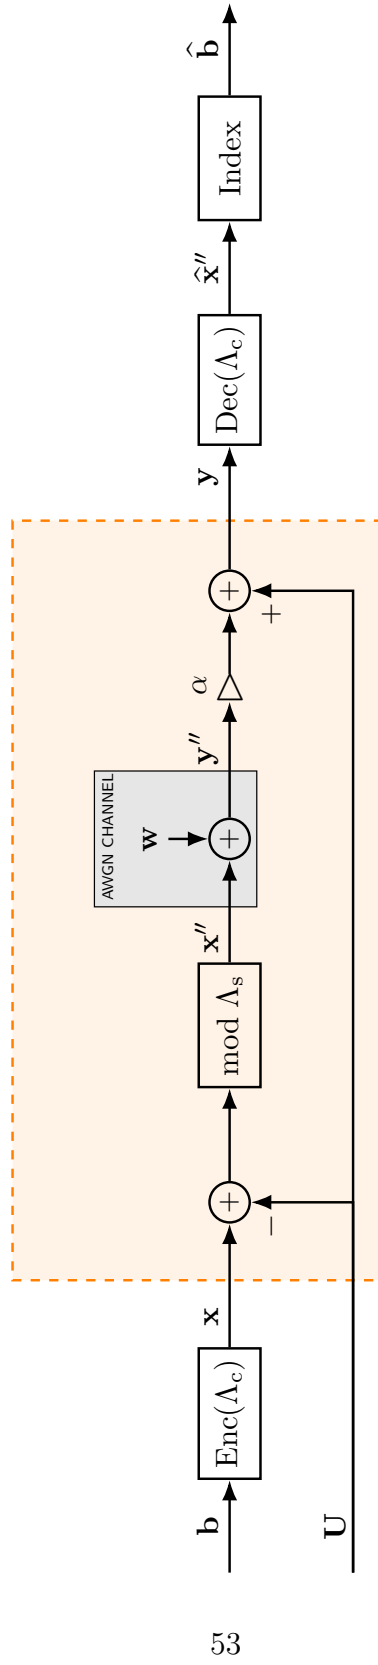 b
Enc(Λc)
x
+
−
mod Λs
x″
AWGN CHANNEL
w
+
y″
α
+
+
y
Dec(Λc)
x̂″
Index
b̂
U
53